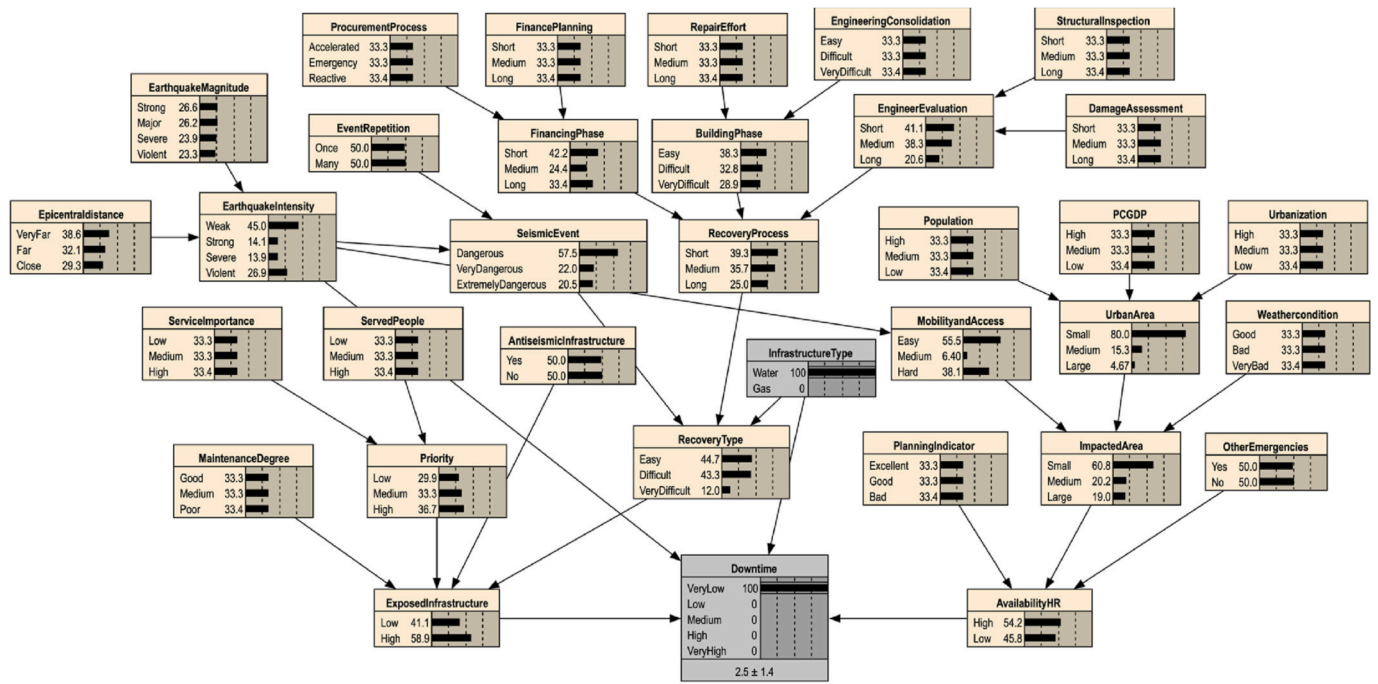 ProcurementProcess
Accelerated 33.3
Emergency 33.3
Reactive 33.4
FinancePlanning
Short 33.3
Medium 33.3
Long 33.4
RepairEffort
Short 33.3
Medium 33.3
Long 33.4
EngineeringConsolidation
Easy 33.3
Difficult 33.3
VeryDifficult 33.4
StructuralInspection
Short 33.3
Medium 33.3
Long 33.4
EarthquakeMagnitude
Strong 26.6
Major 26.2
Severe 23.9
Violent 23.3
EventRepetition
Once 50.0
Many 50.0
FinancingPhase
Short 42.2
Medium 24.4
Long 33.4
BuildingPhase
Easy 38.3
Difficult 32.8
VeryDifficult 28.9
EngineerEvaluation
Short 41.1
Medium 38.3
Long 20.6
DamageAssessment
Short 33.3
Medium 33.3
Long 33.4
Epicentraldistance
VeryFar 38.6
Far 32.1
Close 29.3
EarthquakeIntensity
Weak 45.0
Strong 14.1
Severe 13.9
Violent 26.9
SeismicEvent
Dangerous 57.5
VeryDangerous 22.0
ExtremelyDangerous 20.5
RecoveryProcess
Short 39.3
Medium 35.7
Long 25.0
Population
High 33.3
Medium 33.3
Low 33.4
PCGDP
High 33.3
Medium 33.3
Low 33.4
Urbanization
High 33.3
Medium 33.3
Low 33.4
ServiceImportance
Low 33.3
Medium 33.3
High 33.4
ServedPeople
Low 33.3
Medium 33.3
High 33.4
AntiseismicInfrastructure
Yes 50.0
No 50.0
InfrastructureType
Water 100
Gas 0
MobilityandAccess
Easy 55.5
Medium 6.40
Hard 38.1
UrbanArea
Small 80.0
Medium 15.3
Large 4.67
Weathercondition
Good 33.3
Bad 33.3
VeryBad 33.4
MaintenanceDegree
Good 33.3
Medium 33.3
Poor 33.4
Priority
Low 29.9
Medium 33.3
High 36.7
RecoveryType
Easy 44.7
Difficult 43.3
VeryDifficult 12.0
PlanningIndicator
Excellent 33.3
Good 33.3
Bad 33.4
ImpactedArea
Small 60.8
Medium 20.2
Large 19.0
OtherEmergencies
Yes 50.0
No 50.0
ExposedInfrastructure
Low 41.1
High 58.9
Downtime
VeryLow 100
Low 0
Medium 0
High 0
VeryHigh 0
2.5 ± 1.4
AvailabilityHR
High 54.2
Low 45.8